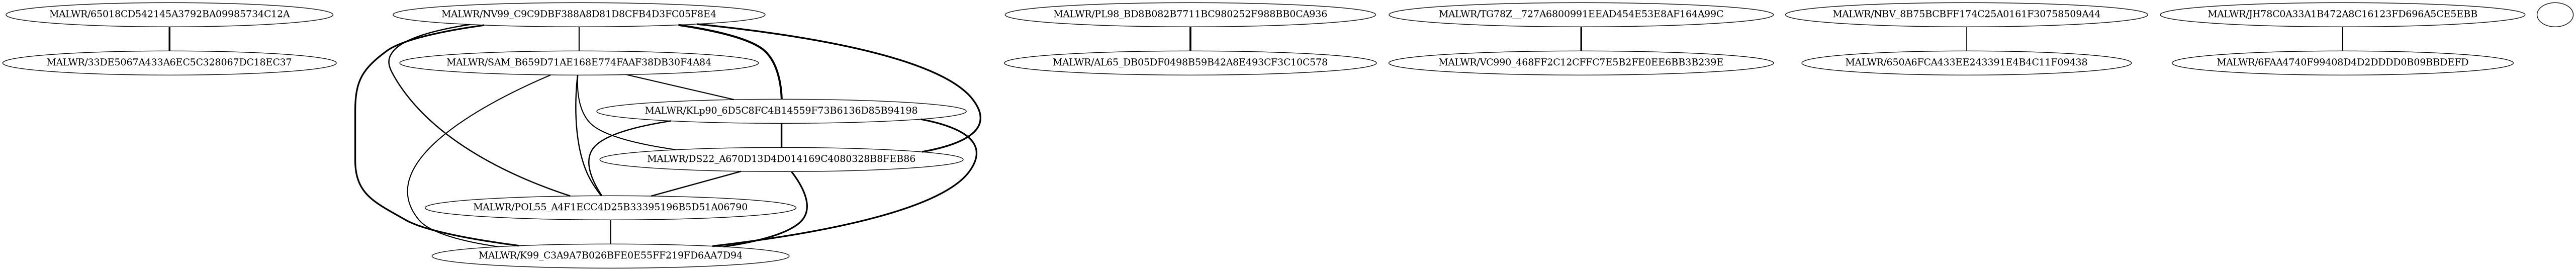 MALWR/65018CD542145A3792BA09985734C12A
MALWR/NV99_C9C9DBF388A8D81D8CFB4D3FC05F8E4
MALWR/PL98_BD8B082B7711BC980252F988BB0CA936
MALWR/TG78Z__727A6800991EEAD454E53E8AF164A99C
MALWR/NBV_8B75BCBFF174C25A0161F30758509A44
MALWR/JH78C0A33A1B472A8C16123FD696A5CE5EBB
MALWR/33DE5067A433A6EC5C328067DC18EC37
MALWR/SAM_B659D71AE168E774FAAF38DB30F4A84
MALWR/AL65_DB05DF0498B59B42A8E493CF3C10C578
MALWR/VC990_468FF2C12CFFC7E5B2FE0EE6BB3B239E
MALWR/650A6FCA433EE243391E4B4C11F09438
MALWR/6FAA4740F99408D4D2DDDD0B09BBDEFD
MALWR/KLp90_6D5C8FC4B14559F73B6136D85B94198
MALWR/DS22_A670D13D4D014169C4080328B8FEB86
MALWR/POL55_A4F1ECC4D25B33395196B5D51A06790
MALWR/K99_C3A9A7B026BFE0E55FF219FD6AA7D94